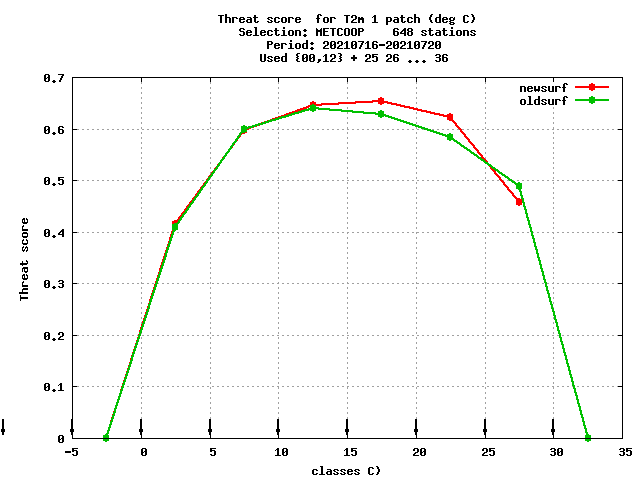 Threat score  for T2m 1 patch (deg C)
Selection: METCOOP    648 stations
Period: 20210716-20210720
Used {00,12} + 25 26 ... 36
newsurf
oldsurf
0.7
0.6
0.5
0.4
0.3
0.2
0.1
0
Threat score
-5 0 5 10 15 20 25 30 35
classes C)